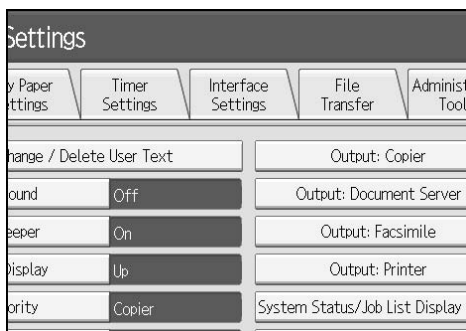 Settings
y Paper
ettings
Timer
Settings
Interface
Settings
File
Transfer
Administ
Tool
hange / Delete User Text
Output: Copier
ound
Off
Output: Document Server
eeper
On
Output: Facsimile
Display
Up
Output: Printer
ority
Copier
System Status/Job List Display